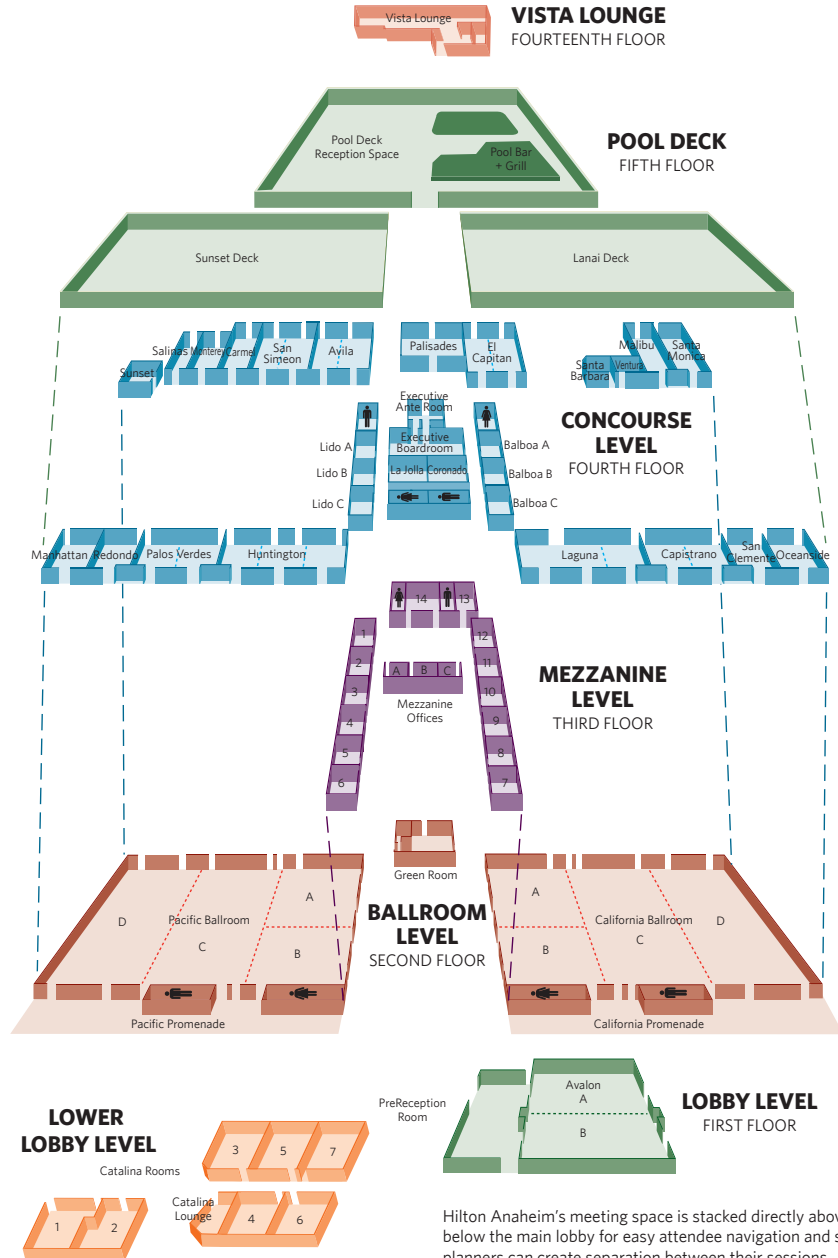 Vista Lounge
VISTA LOUNGE
FOURTEENTH FLOOR
Pool Deck
Reception Space
Pool Bar
+ Grill
POOL DECK
FIFTH FLOOR
Sunset Deck
Lanai Deck
Sunset
Salinas
Monterey
Carmel
San
Simeon
Avila
Palisades
El
Capitan
Santa
Barbara
Ventura
Malibu
Santa
Monica
Executive
Ante Room
Executive
Boardroom
La Jolla
Coronado
Lido A
Lido B
Lido C
Balboa A
Balboa B
Balboa C
CONCOURSE
LEVEL
FOURTH FLOOR
Manhattan
Redondo
Palos Verdes
Huntington
Laguna
Capistrano
San
Clemente
Oceanside
14
13
1
2
3
4
5
6
A
B
C
Mezzanine
Offices
12
11
10
9
8
7
MEZZANINE
LEVEL
THIRD FLOOR
Green Room
D
Pacific Ballroom
C
A
B
BALLROOM
LEVEL
SECOND FLOOR
A
B
California Ballroom
C
D
Pacific Promenade
California Promenade
PreReception
Room
Avalon
A
B
LOBBY LEVEL
FIRST FLOOR
LOWER
LOBBY LEVEL
Catalina Rooms
3
5
7
1
2
Catalina
Lounge
4
6
Hilton Anaheim's meeting space is stacked directly
below the main lobby for easy attendee navigation and
planners can create separation between their sessions